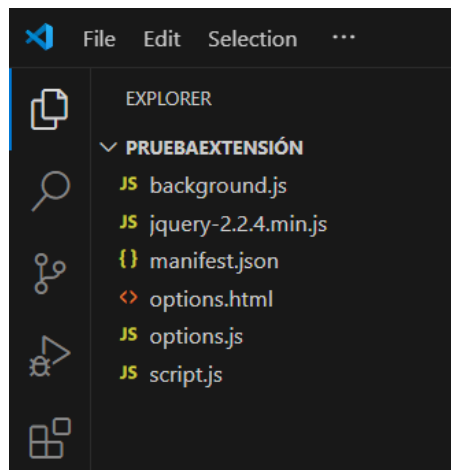 File Edit Selection ...
EXPLORER
PRUEBAEXTENSIÓN
JS background.js
JS jquery-2.2.4.min.js
{} manifest.json
<> options.html
JS options.js
JS script.js